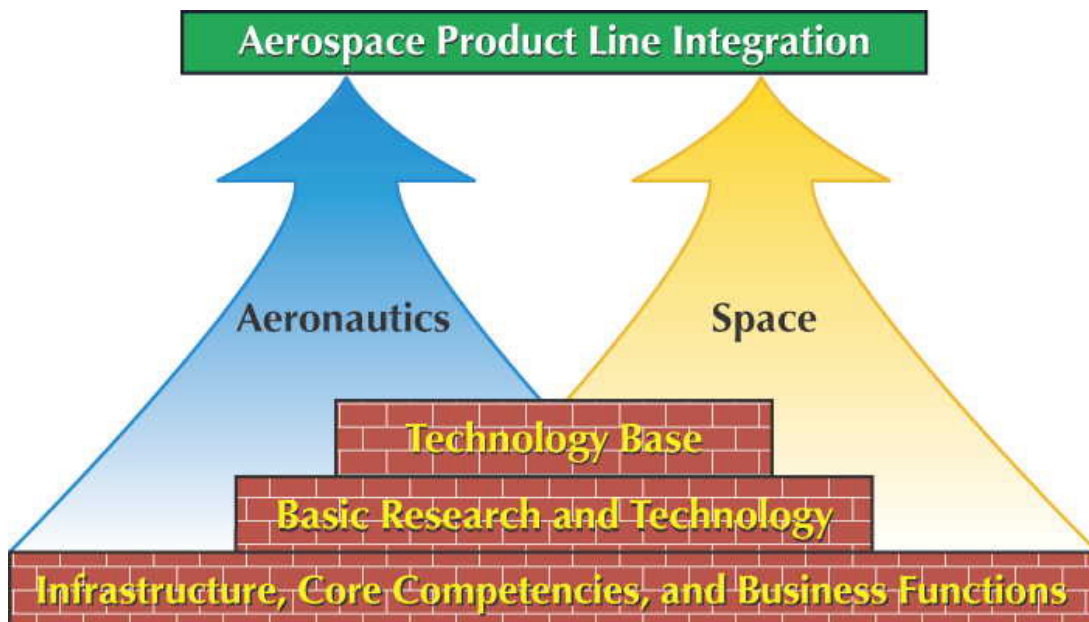 Aerospace Product Line Integration
Aeronautics
Space
Technology Base
Basic Research and Technology
Infrastructure, Core Competencies, and Business Functions